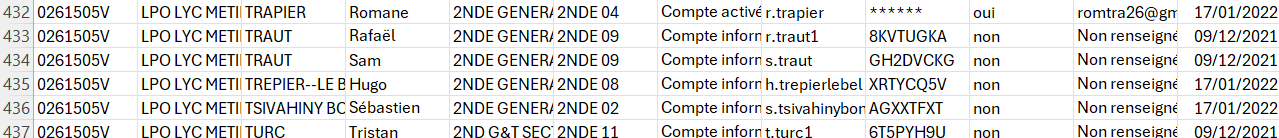 432 0261505V LPO LYC METI TRAPIER Romane 2NDE GENERA 2NDE 04 Compte activé r.trapier ****** oui romtra26@gm 17/01/2022
433 0261505V LPO LYC METI TRAUT Rafaël 2NDE GENERA 2NDE 09 Compte inform r.traut1 8KVTUGKA non Non renseigné 09/12/2021
434 0261505V LPO LYC METI TRAUT Sam 2NDE GENERA 2NDE 09 Compte inform s.traut GH2DVCKG non Non renseigné 09/12/2021
435 0261505V LPO LYC METI TREPIER--LE B Hugo 2NDE GENERA 2NDE 08 Compte inform h.trepierlebel XRTYCQ5V non Non renseigné 17/01/2022
436 0261505V LPO LYC METI TSIVAHINY BO Sébastien 2NDE GENERA 2NDE 02 Compte inform s.tsivahinybon AGXXTFXT non Non renseigné 17/01/2022
437 0261505V LPO LYC METI TURC Tristan 2ND G&T SECT 2NDE 11 Compte inform t.turc1 6T5PYH9U non Non renseigné 09/12/2021